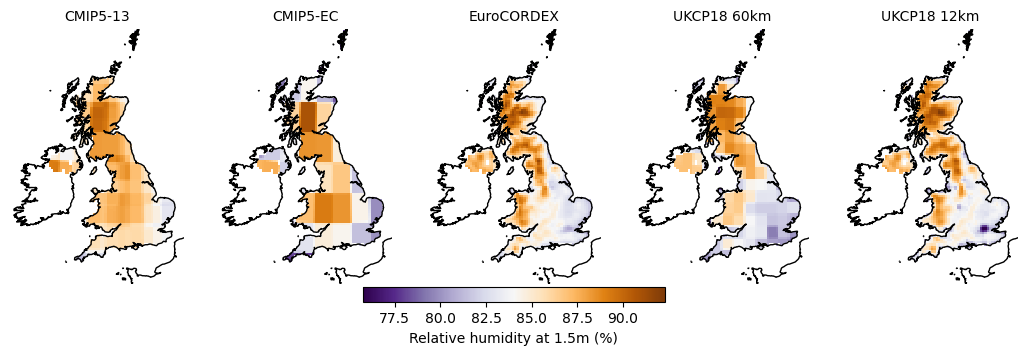 CMIP5-13 CMIP5-EC EuroCORDEX UKCP18 60km UKCP18 12km
77.5 80.0 82.5 85.0 87.5 90.0
Relative humidity at 1.5m (%)